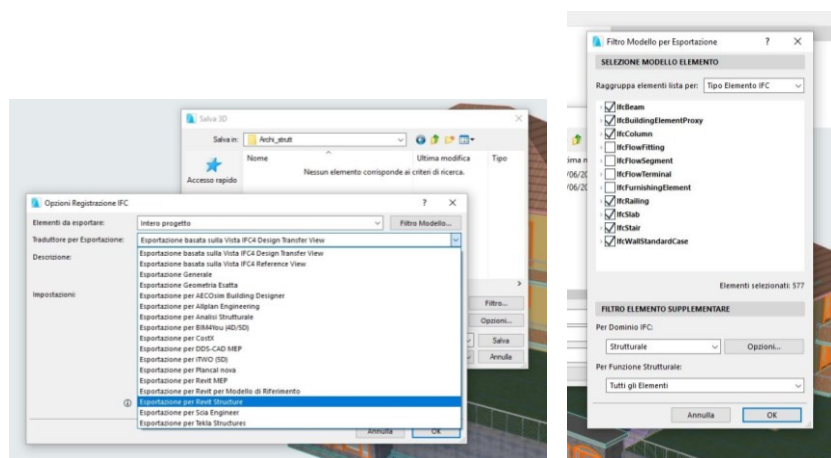 Salva 3D
Salva in: Archi_strutt
Nome Ultima modifica Tipo
Nessun elemento corrisponde ai criteri di ricerca.
Accesso rapido
Filtro...
Opzioni...
Salva
Annulla
Opzioni Registrazione IFC
Elementi da esportare: Intero progetto Filtro Modello...
Traduttore per Esportazione: Esportazione basata sulla Vista IFC4 Design Transfer View
Descrizione:
Impostazioni:
Esportazione basata sulla Vista IFC4 Design Transfer View
Esportazione basata sulla Vista IFC4 Reference View
Esportazione Generale
Esportazione Geometria Esatta
Esportazione per AECOsim Building Designer
Esportazione per Allplan Engineering
Esportazione per Analisi Strutturale
Esportazione per BIM4You (4D/5D)
Esportazione per CostX
Esportazione per DDS-CAD MEP
Esportazione per iTWO (5D)
Esportazione per Plancal nova
Esportazione per Revit MEP
Esportazione per Revit per Modello di Riferimento
Esportazione per Revit Structure
Esportazione per Scia Engineer
Esportazione per Tekla Structures
Annulla OK
Filtro Modello per Esportazione
SELEZIONE MODELLO ELEMENTO
Raggruppa elementi lista per: Tipo Elemento IFC
IfcBeam
IfcBuildingElementProxy
IfcColumn
IfcFlowFitting
IfcFlowSegment
IfcFlowTerminal
IfcFurnishingElement
IfcRailing
IfcSlab
IfcStair
IfcWallStandardCase
Elementi selezionati: 577
FILTRO ELEMENTO SUPPLEMENTARE
Per Dominio IFC:
Strutturale Opzioni...
Per Funzione Strutturale:
Tutti gli Elementi
Annulla OK